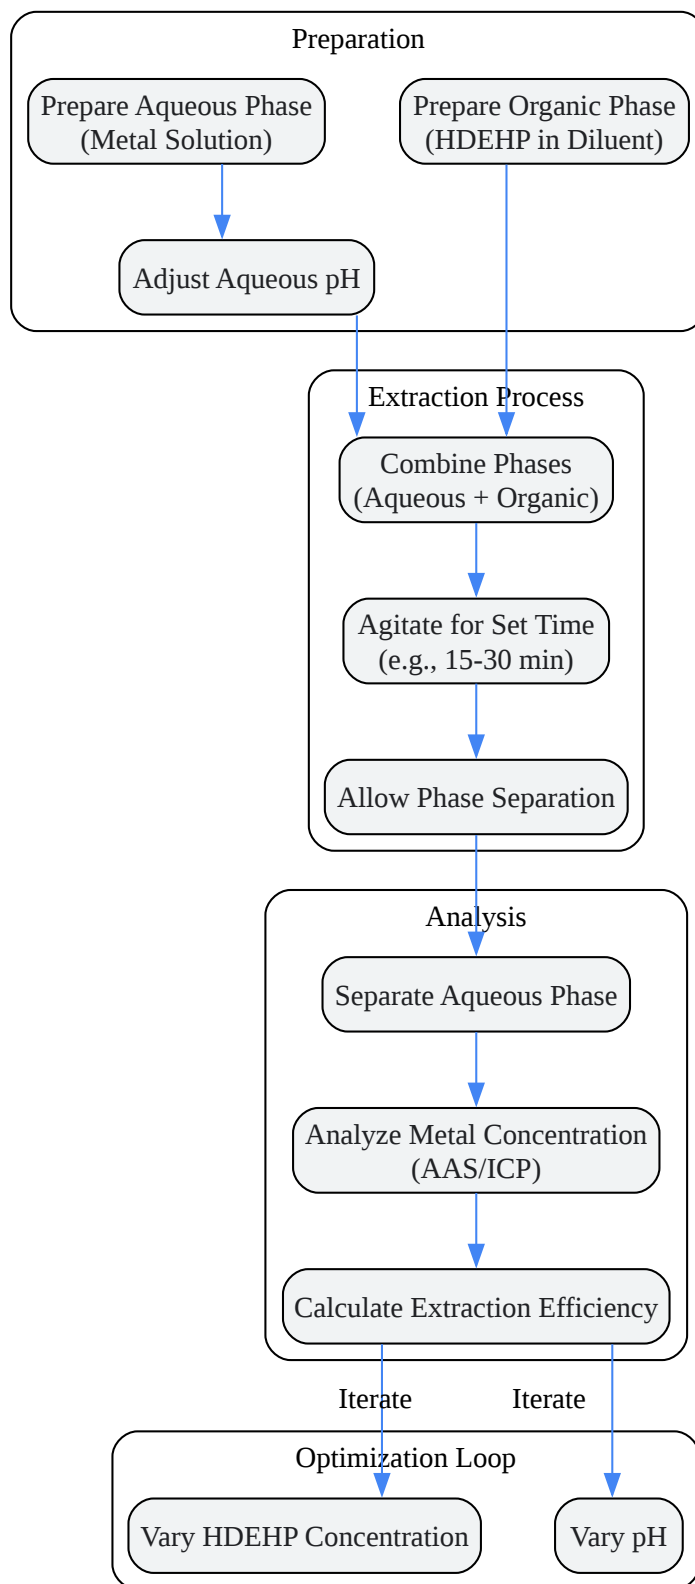 Preparation
Prepare Aqueous Phase
(Metal Solution)
Prepare Organic Phase
(HDEHP in Diluent)
Adjust Aqueous pH
Extraction Process
Combine Phases
(Aqueous + Organic)
Agitate for Set Time
(e.g., 15-30 min)
Allow Phase Separation
Analysis
Separate Aqueous Phase
Analyze Metal Concentration
(AAS/ICP)
Calculate Extraction Efficiency
Iterate
Iterate
Optimization Loop
Vary HDEHP Concentration
Vary pH